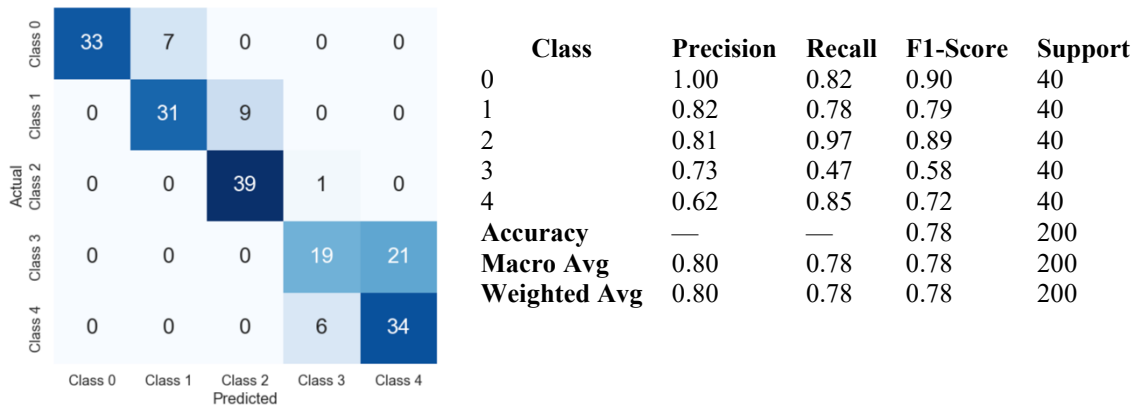 Class 0 33 7 0 0 0
Class 1 0 31 9 0 0
Actual
Class 2 0 0 39 1 0
Class 3 0 0 0 19 21
Class 4 0 0 0 6 34
Class 0 Class 1 Class 2 Class 3 Class 4
Predicted
Class Precision Recall F1-Score Support
0 1.00 0.82 0.90 40
1 0.82 0.78 0.79 40
2 0.81 0.97 0.89 40
3 0.73 0.47 0.58 40
4 0.62 0.85 0.72 40
Accuracy — — 0.78 200
Macro Avg 0.80 0.78 0.78 200
Weighted Avg 0.80 0.78 0.78 200